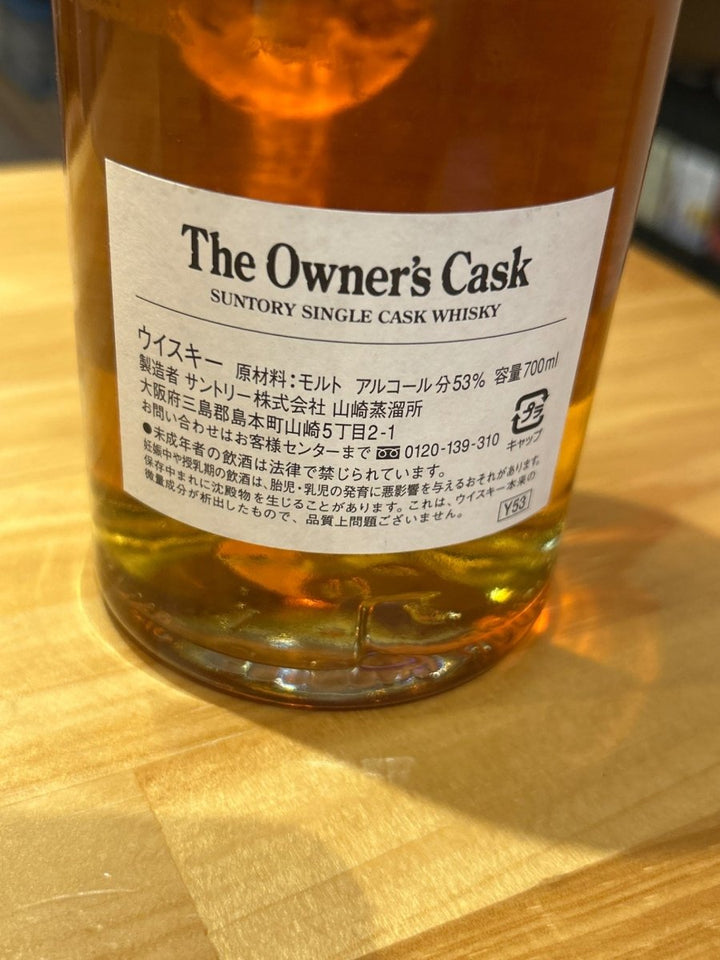 The Owner's Cask
SUNTORY SINGLE CASK WHISKY
ウイスキー 原材料：モルト アルコール分53% 容量700ml
製造者 サントリー株式会社 山崎蒸溜所
大阪府三島郡島本町山崎5丁目2-1
お問い合わせはお客様センターまで 0120-139-310
プラ
キャップ
●未成年者の飲酒は法律で禁じられています。
妊娠中や授乳期の飲酒は、胎児・乳児の発育に悪影響を与えるおそれがあります。
保存中まれに沈殿物を生じることがあります。これは、ウイスキー本来の
微量成分が析出したもので、品質上問題ございません。
Y53